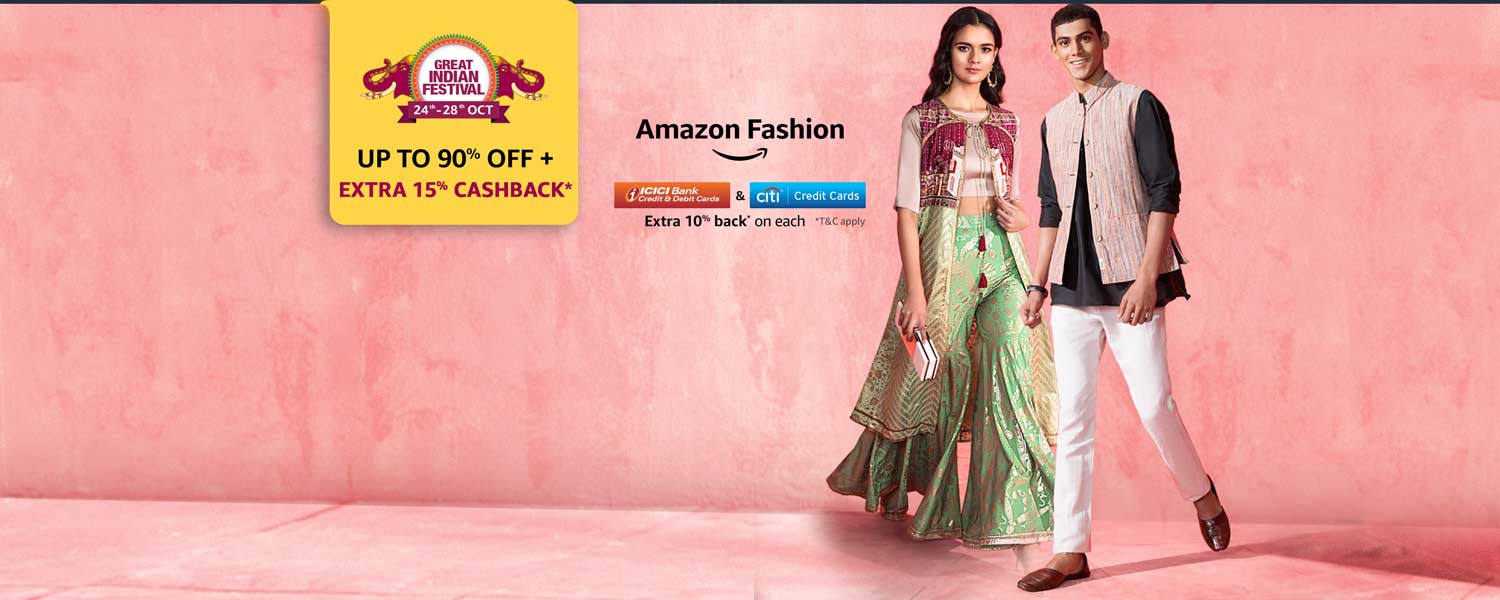 GREAT
INDIAN
FESTIVAL
24th-28th OCT
UP TO 90% OFF +
EXTRA 15% CASHBACK*
Amazon Fashion
ICICI Bank
Credit & Debit Cards
&
citi Credit Cards
Extra 10% back* on each *T&C apply